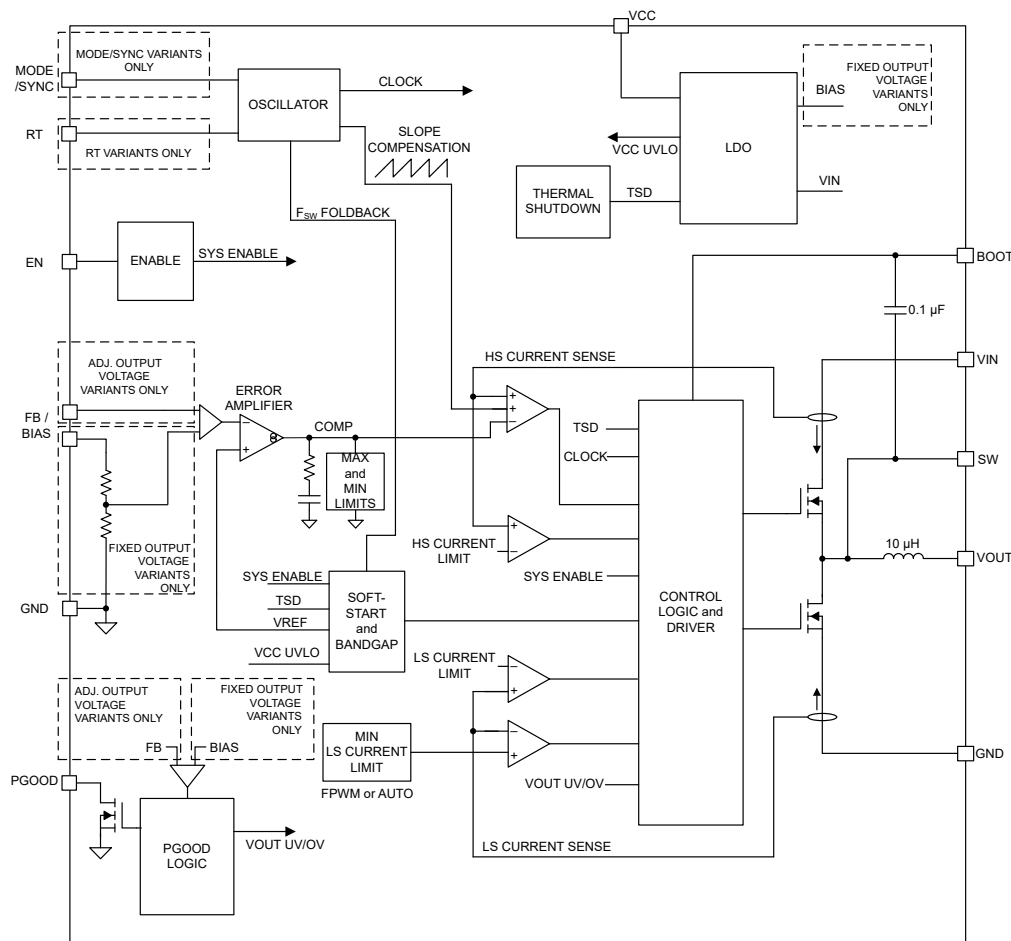 VCC
MODE/SYNC VARIANTS
ONLY
MODE
/SYNC
OSCILLATOR
CLOCK
FIXED OUTPUT
VOLTAGE
VARIANTS
ONLY
BIAS
RT
RT VARIANTS ONLY
SLOPE
COMPENSATION
VCC UVLO
LDO
THERMAL
SHUTDOWN
TSD
VIN
FSW FOLDBACK
EN
ENABLE
SYS ENABLE
BOOT
0.1 µF
ADJ. OUTPUT
VOLTAGE
VARIANTS ONLY
HS CURRENT SENSE
VIN
FB /
BIAS
ERROR
AMPLIFIER
COMP
+
+
−
−
+
TSD
CLOCK
SW
MAX
and
MIN
LIMITS
FIXED OUTPUT
VOLTAGE
VARIANTS
ONLY
+
−
HS CURRENT
LIMIT
10 µH
VOUT
SYS ENABLE
SYS ENABLE
TSD
VREF
VCC UVLO
SOFT-
START
and
BANDGAP
CONTROL
LOGIC and
DRIVER
GND
LS CURRENT
LIMIT
−
+
ADJ. OUTPUT
VOLTAGE
VARIANTS ONLY
FIXED OUTPUT
VOLTAGE
VARIANTS
ONLY
FB
BIAS
MIN
LS CURRENT
LIMIT
−
+
GND
PGOOD
FPWM or AUTO
VOUT UV/OV
PGOOD
LOGIC
VOUT UV/OV
LS CURRENT SENSE